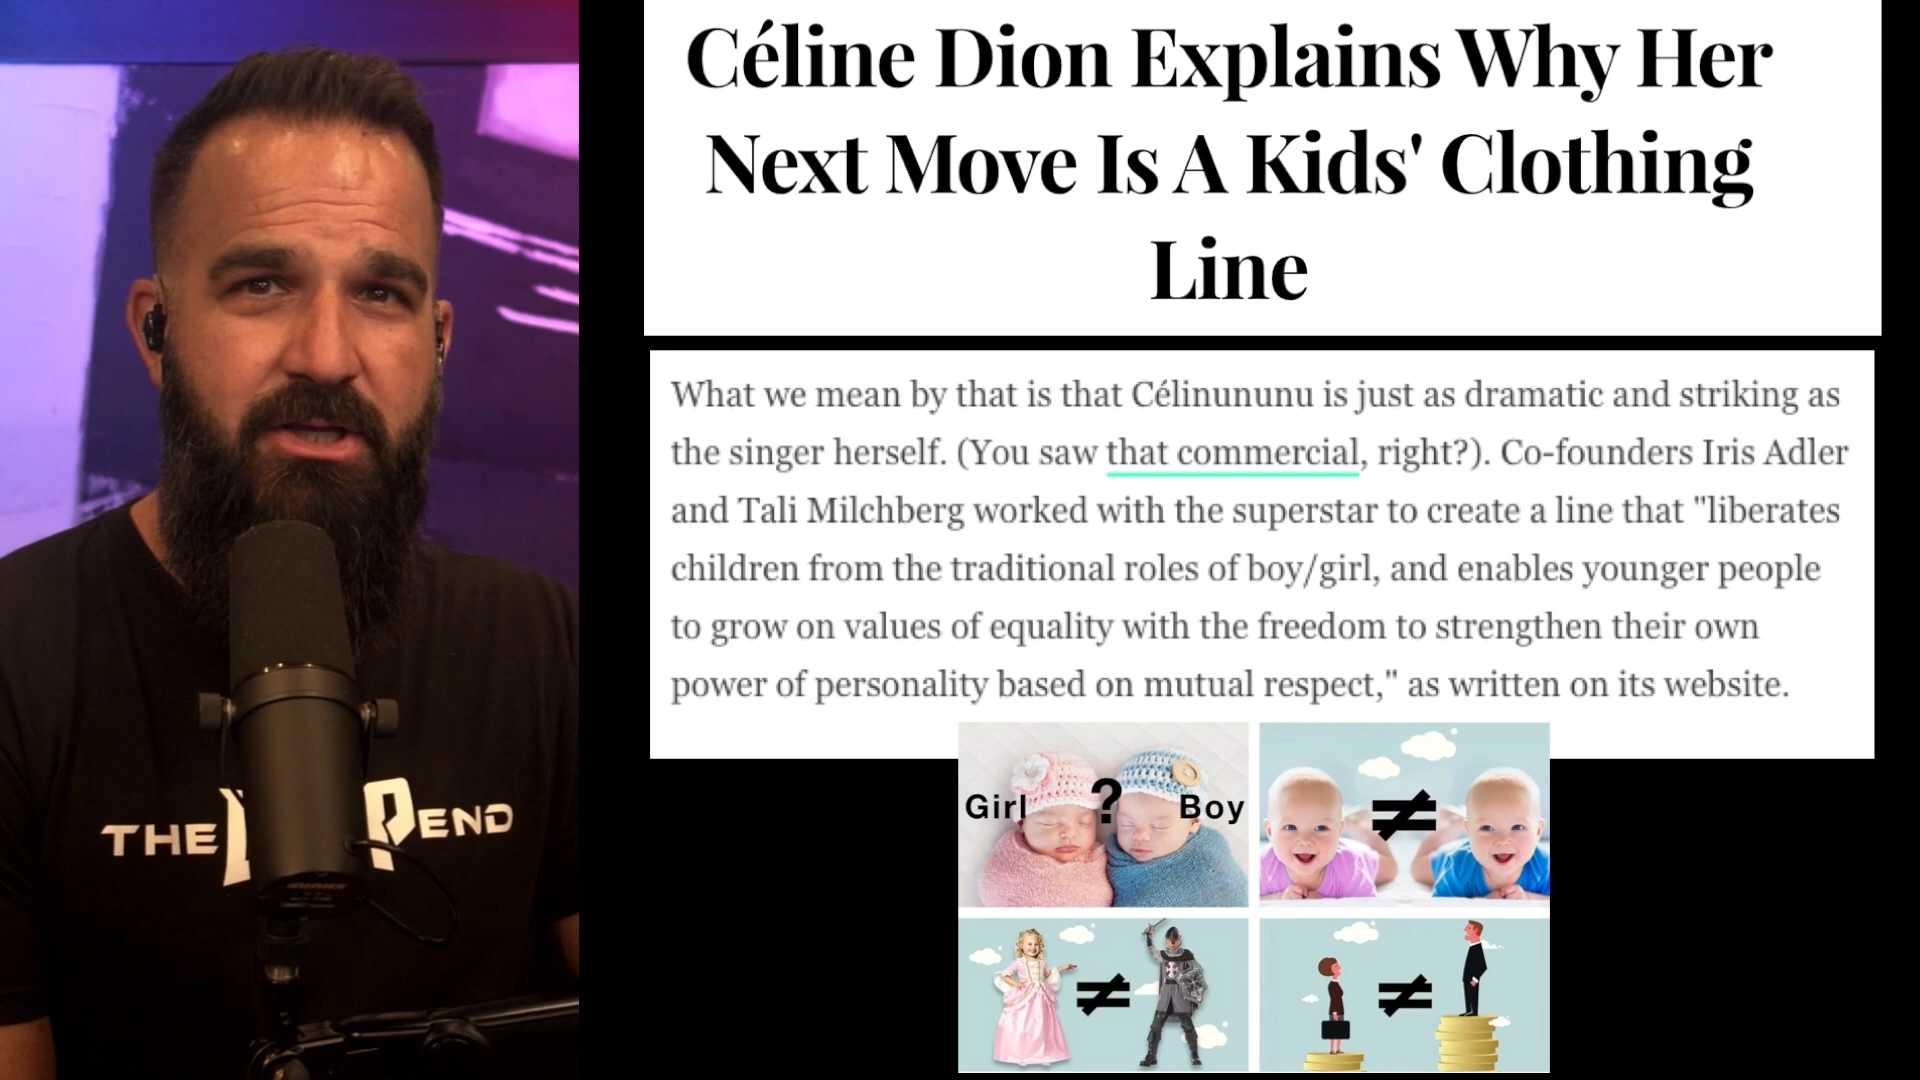 Céline Dion Explains Why Her
Next Move Is A Kids' Clothing
Line
What we mean by that is that Célinununu is just as dramatic and striking as
the singer herself. (You saw that commercial, right?). Co-founders Iris Adler
and Tali Milchberg worked with the superstar to create a line that "liberates
children from the traditional roles of boy/girl, and enables younger people
to grow on values of equality with the freedom to strengthen their own
power of personality based on mutual respect," as written on its website.
Girl ? Boy
≠
≠
≠
THE
END